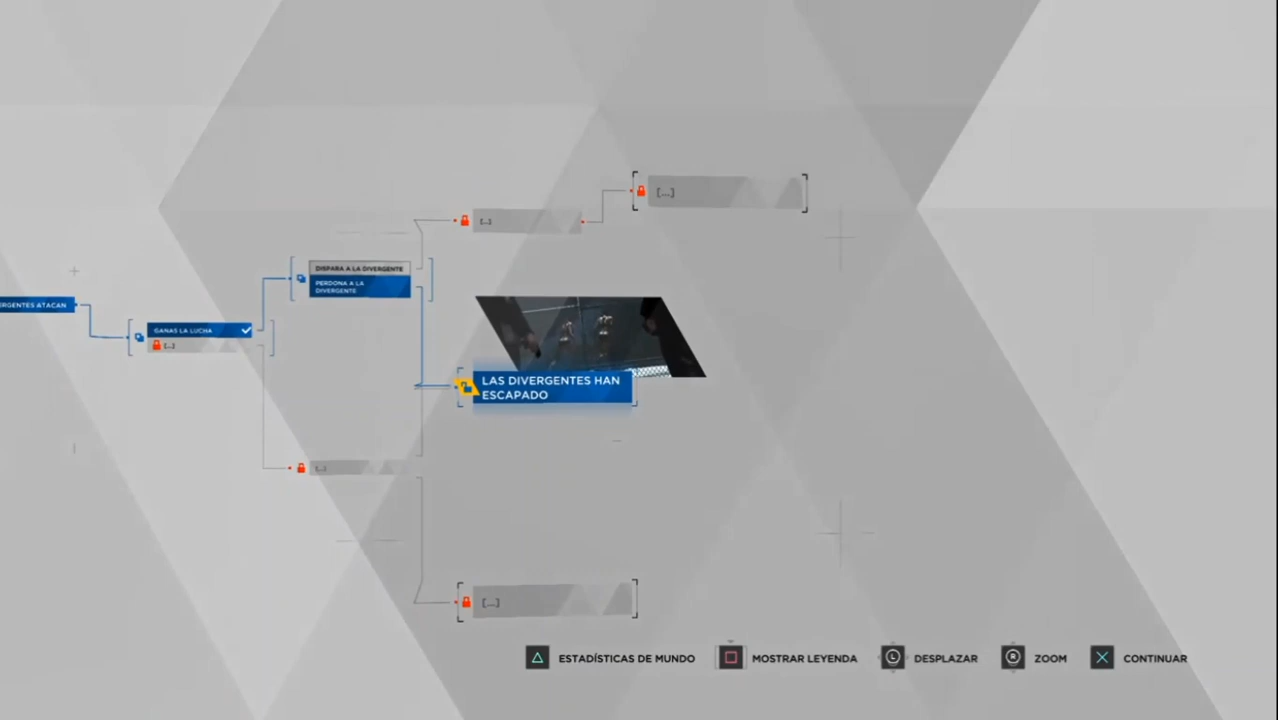 [...]
[...]
DISPARA A LA DIVERGENTE
PERDONA A LA
DIVERGENTE
ERGENTES ATACAN
GANAS LA LUCHA
[...]
LAS DIVERGENTES HAN
ESCAPADO
[...]
[...]
ESTADÍSTICAS DE MUNDO
MOSTRAR LEYENDA
L
DESPLAZAR
R
ZOOM
CONTINUAR